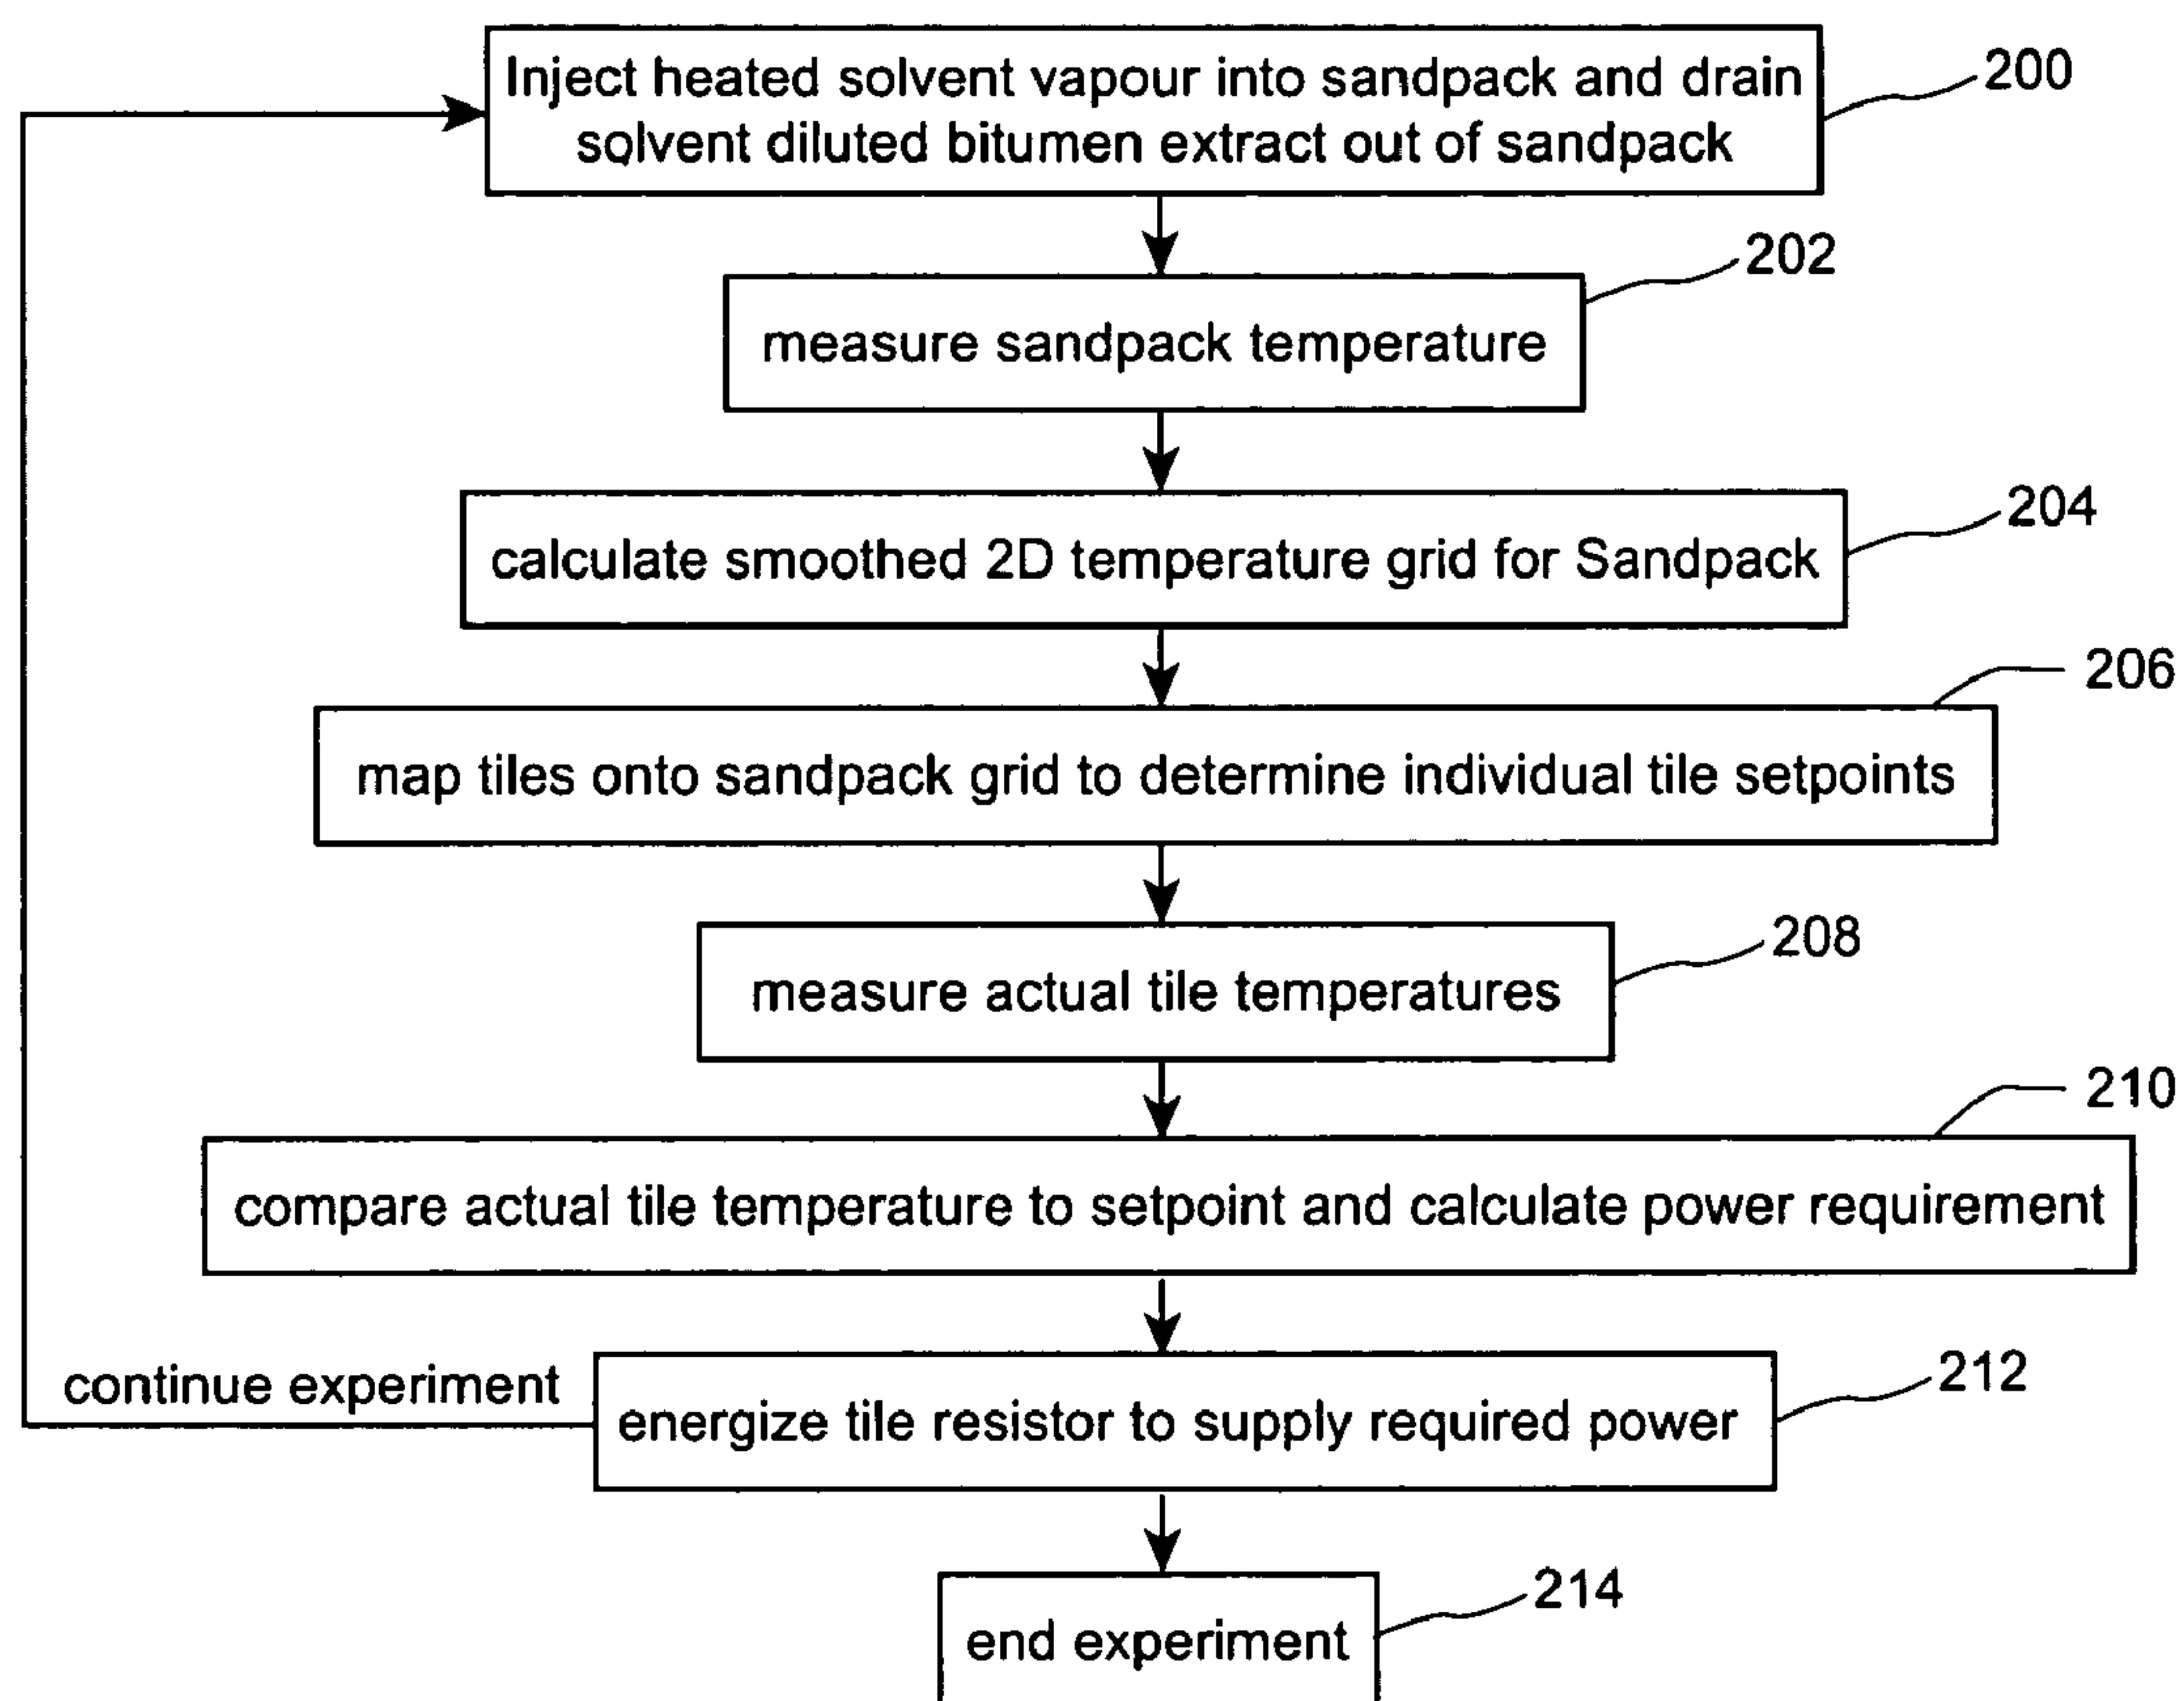 Inject heated solvent vapour into sandpack and drain
solvent diluted bitumen extract out of sandpack
200
measure sandpack temperature
202
calculate smoothed 2D temperature grid for Sandpack
204
map tiles onto sandpack grid to determine individual tile setpoints
206
measure actual tile temperatures
208
compare actual tile temperature to setpoint and calculate power requirement
210
continue experiment
energize tile resistor to supply required power
212
end experiment
214